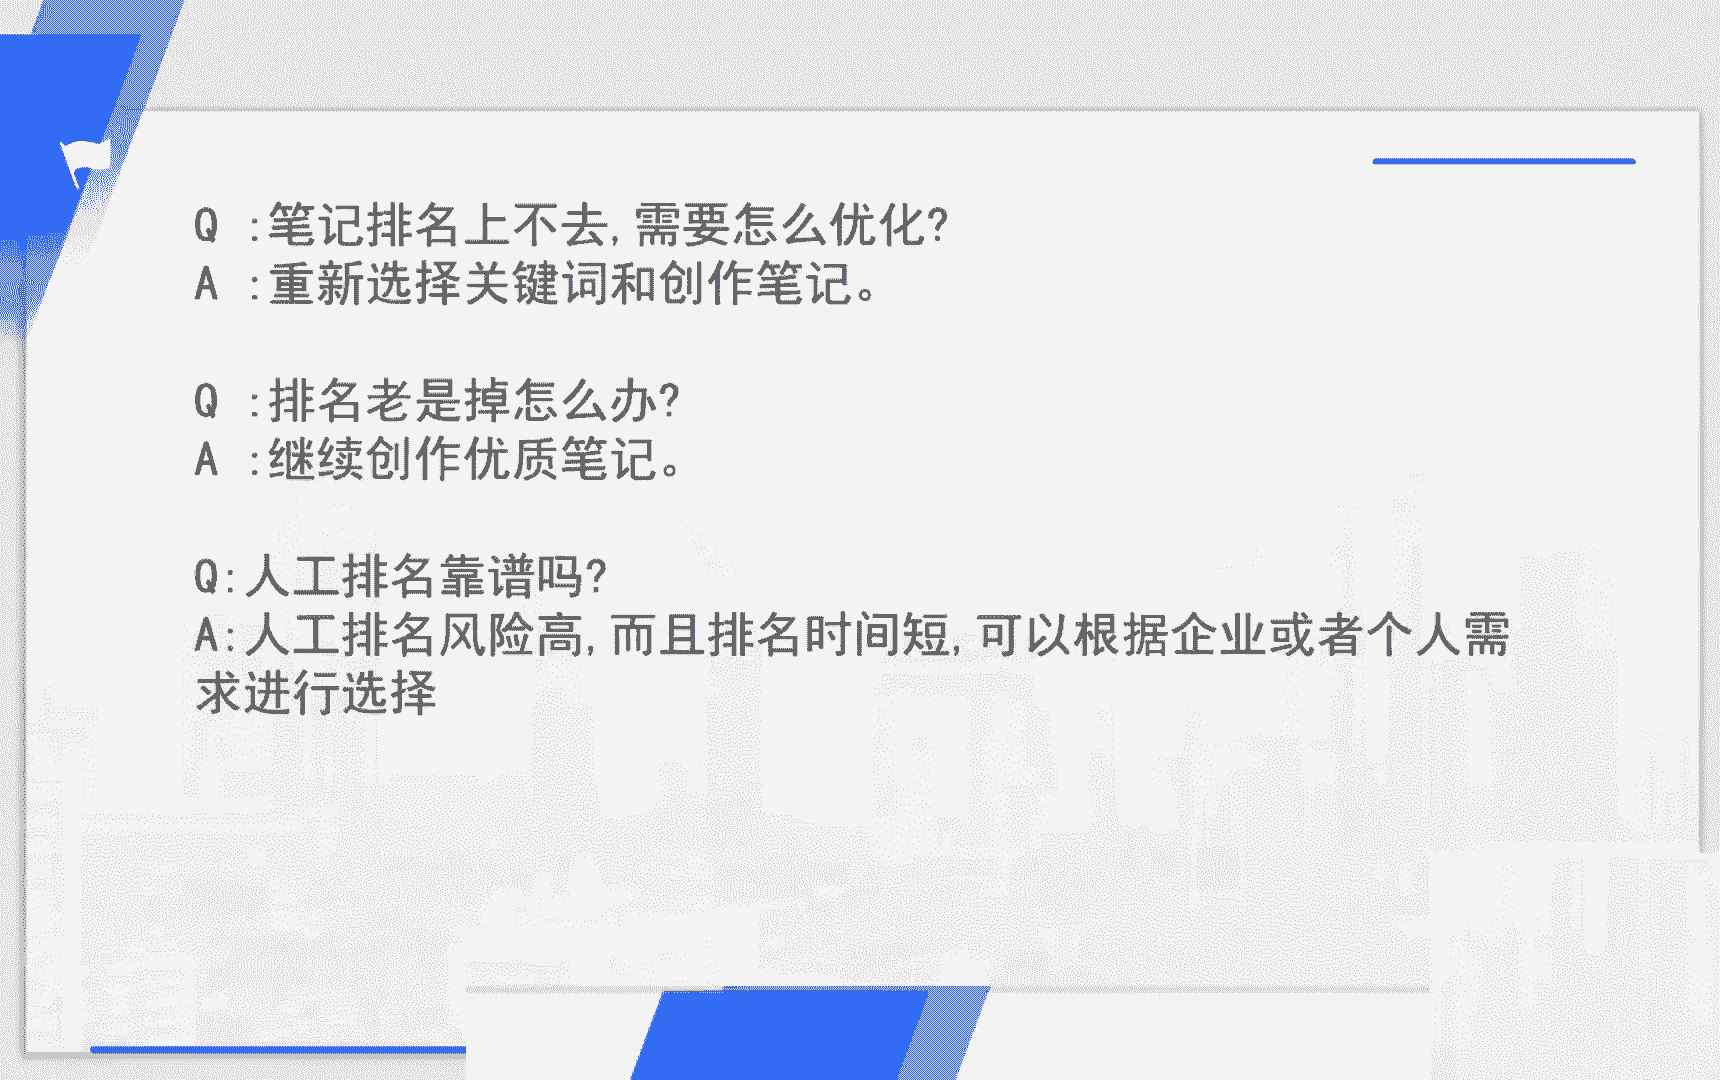 Q :笔记排名上不去,需要怎么优化?
A :重新选择关键词和创作笔记。
Q :排名老是掉怎么办?
A :继续创作优质笔记。
Q:人工排名靠谱吗?
A:人工排名风险高,而且排名时间短,可以根据企业或者个人需
求进行选择